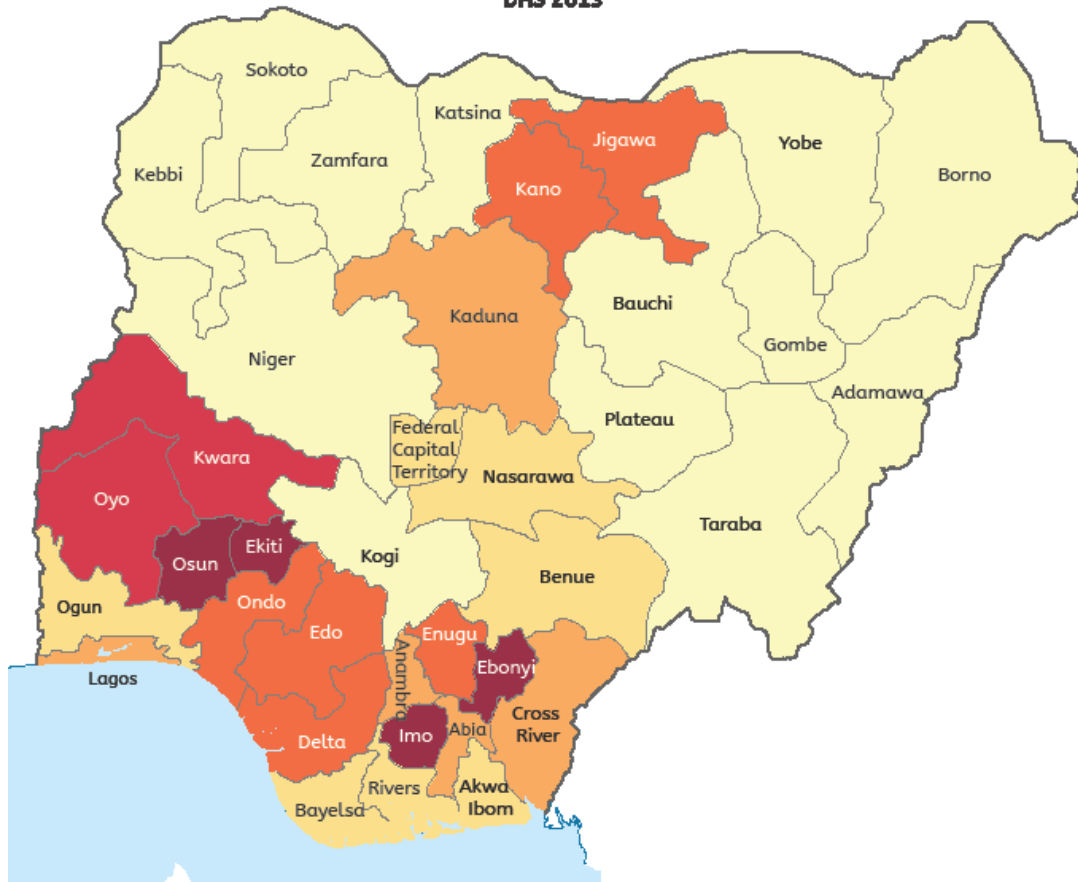 DHS 2013
Sokoto
Katsina
Jigawa
Yobe
Borno
Zamfara
Kebbi
Kano
Bauchi
Kaduna
Gombe
Niger
Adamawa
Plateau
Federal
Capital
Territory
Nasarawa
Kwara
Oyo
Taraba
Kogi
Ekiti
Osun
Benue
Ogun
Ondo
Edo
Enugu
Anambra
Ebonyi
Lagos
Cross
River
Abia
Imo
Delta
Rivers
Akwa
Ibom
Bayelsa